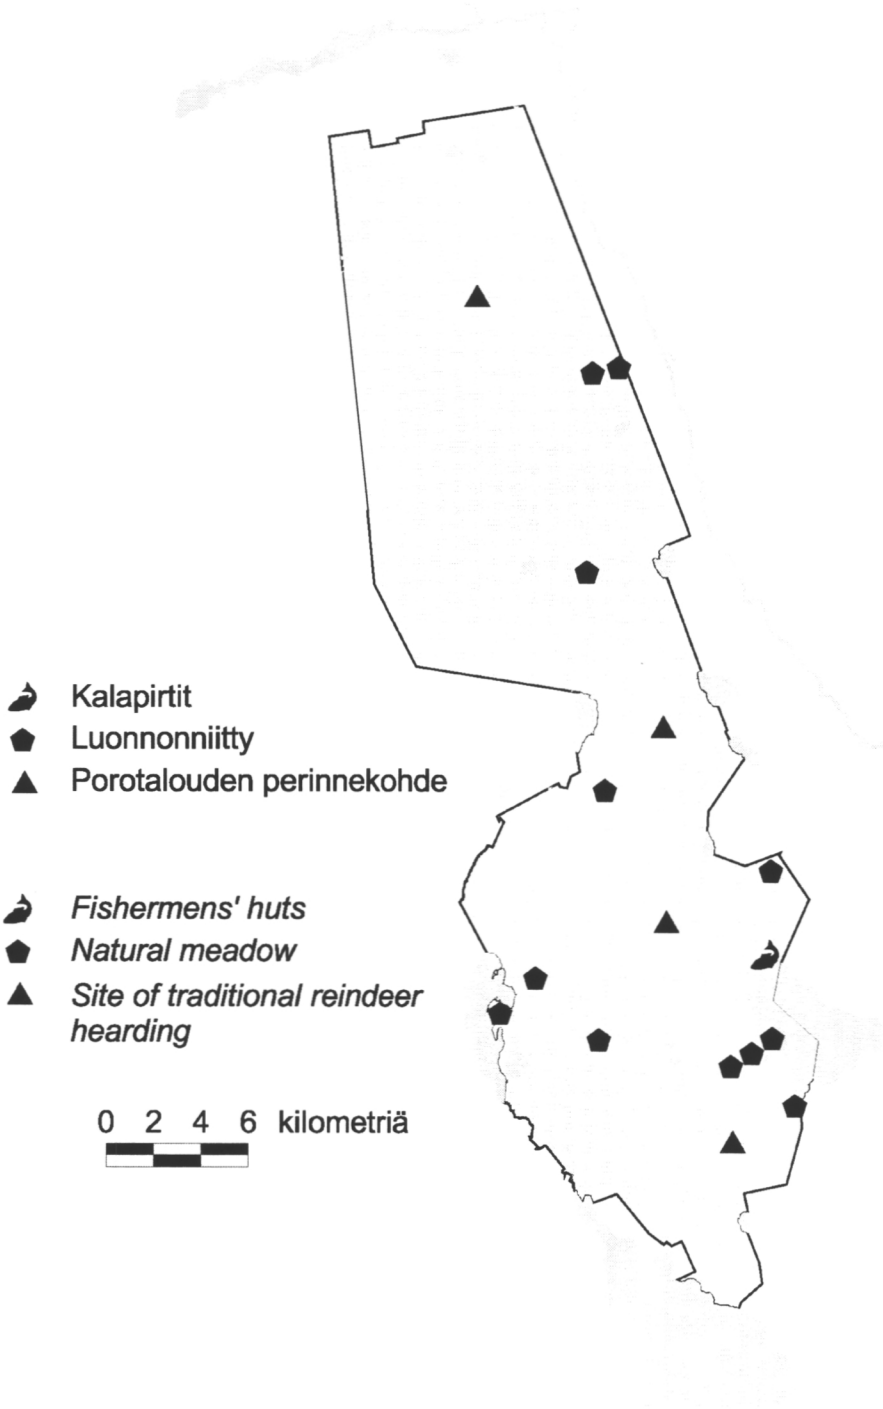 Kalapirtit
Luonnonniitty
Porotalouden perinnekohde
Fishermens' huts
Natural meadow
Site of traditional reindeer
hearding
0 2 4 6 kilometriä